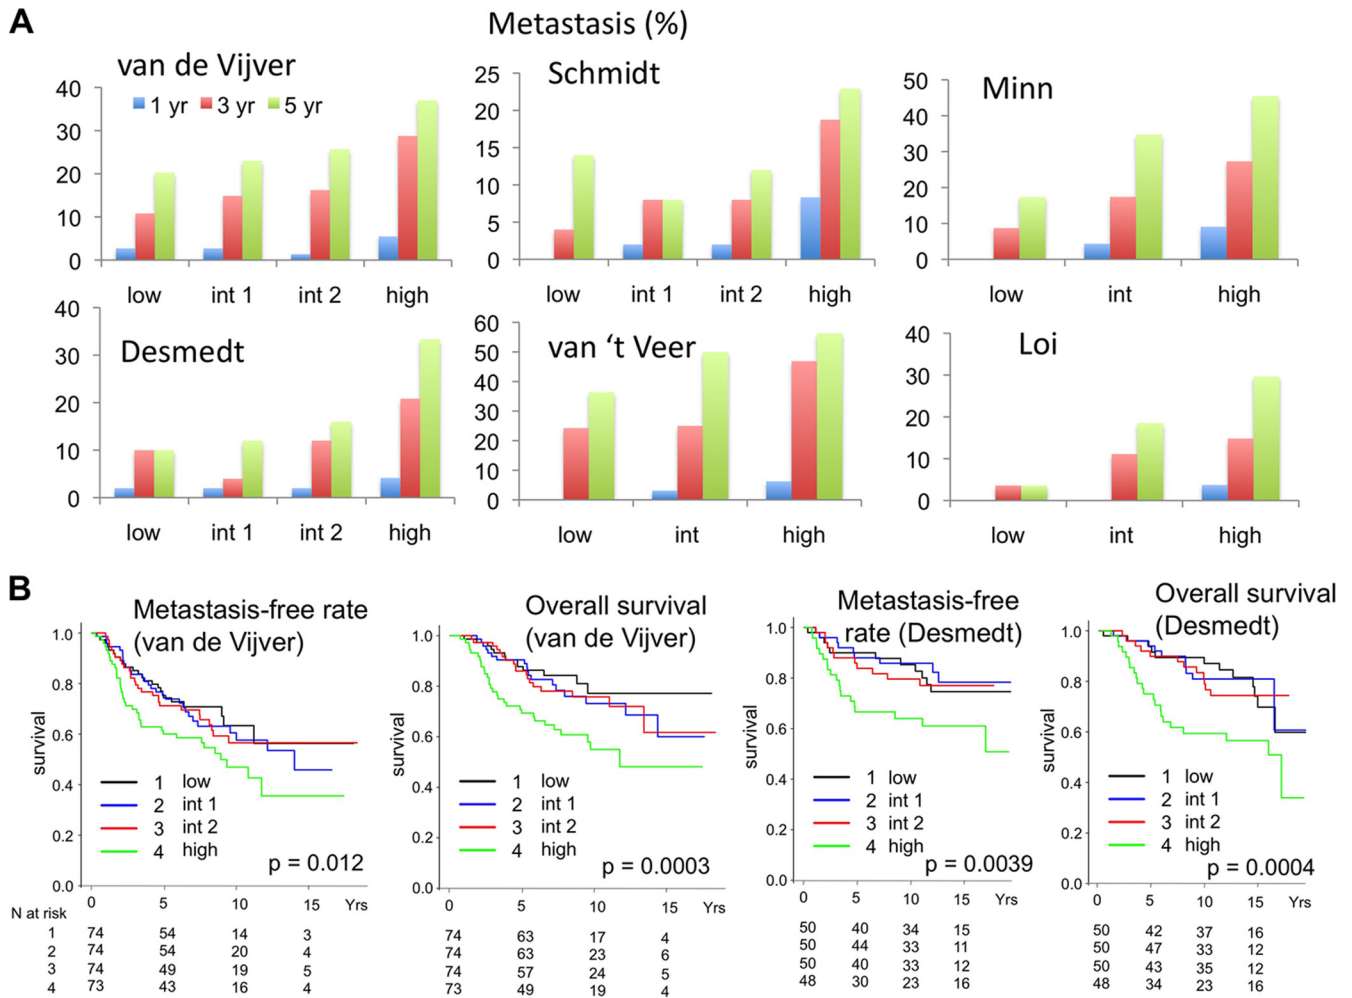 A
Metastasis (%)
van de Vijver
1 yr 3 yr 5 yr
40
30
20
10
0
low int 1 int 2 high
Schmidt
25
20
15
10
5
0
low int 1 int 2 high
Minn
50
40
30
20
10
0
low int high
Desmedt
40
30
20
10
0
low int 1 int 2 high
van ‘t Veer
60
50
40
30
20
10
0
low int high
Loi
40
30
20
10
0
low int high
B
Metastasis-free rate
(van de Vijver)
survival
1.0
0.8
0.6
0.4
0.2
0.0
1 low
2 int 1
3 int 2
4 high
p = 0.012
0 5 10 15 Yrs
N at risk
1 74 54 14 3
2 74 54 20 4
3 74 49 19 5
4 73 43 16 4
Overall survival
(van de Vijver)
survival
1.0
0.8
0.6
0.4
0.2
0.0
1 low
2 int 1
3 int 2
4 high
p = 0.0003
0 5 10 15 Yrs
74 63 17 4
74 63 23 6
74 57 24 5
73 49 19 4
Metastasis-free
rate (Desmedt)
survival
1.0
0.8
0.6
0.4
0.2
0.0
1 low
2 int 1
3 int 2
4 high
p = 0.0039
0 5 10 15 Yrs
50 40 34 15
50 44 33 11
50 40 33 12
48 30 23 16
Overall survival
(Desmedt)
survival
1.0
0.8
0.6
0.4
0.2
0.0
1 low
2 int 1
3 int 2
4 high
p = 0.0004
0 5 10 15 Yrs
50 42 37 16
50 47 33 12
50 43 35 12
48 34 23 16